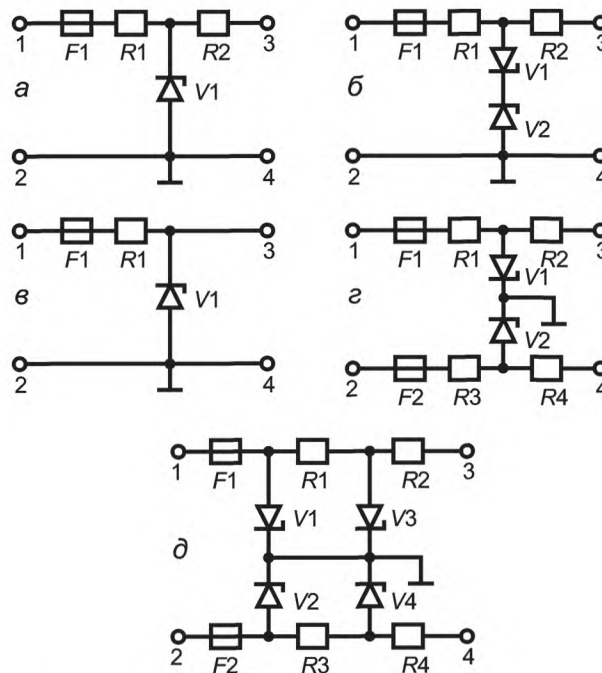 1 F1 R1 R2 3
а V1
2 4
1 F1 R1 R2 3
б V1
V2
2 4
1 F1 R1 3
в V1
2 4
1 F1 R1 R2 3
V1
г V2
2 F2 R3 R4 4
1 F1 R1 R2 3
V1 V3
д
V2 V4
2 F2 R3 R4 4